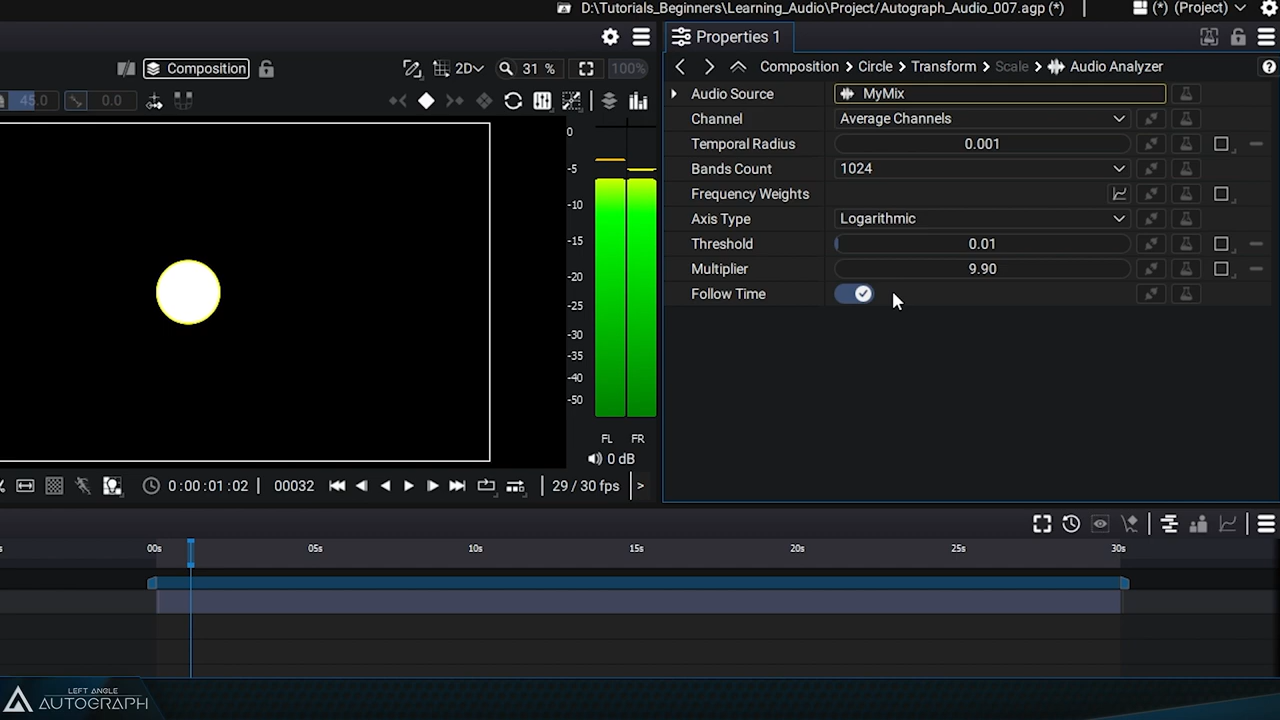 D:\Tutorials_Beginners\Learning_Audio\Project/Autograph_Audio_007.agp (*)
(*) (Project)
Properties 1
Composition
2D
31 %
100%
Composition > Circle > Transform > Scale > Audio Analyzer
45.0
0.0
Audio Source
MyMix
Channel
Average Channels
Temporal Radius
0.001
Bands Count
1024
Frequency Weights
Axis Type
Logarithmic
Threshold
0.01
Multiplier
9.90
Follow Time
0
-5
-10
-15
-20
-25
-30
-35
-40
-50
FL FR
0 dB
0:00:01:02
00032
29 / 30 fps
00s
05s
10s
15s
20s
25s
30s
LEFT ANGLE
AUTOGRAPH